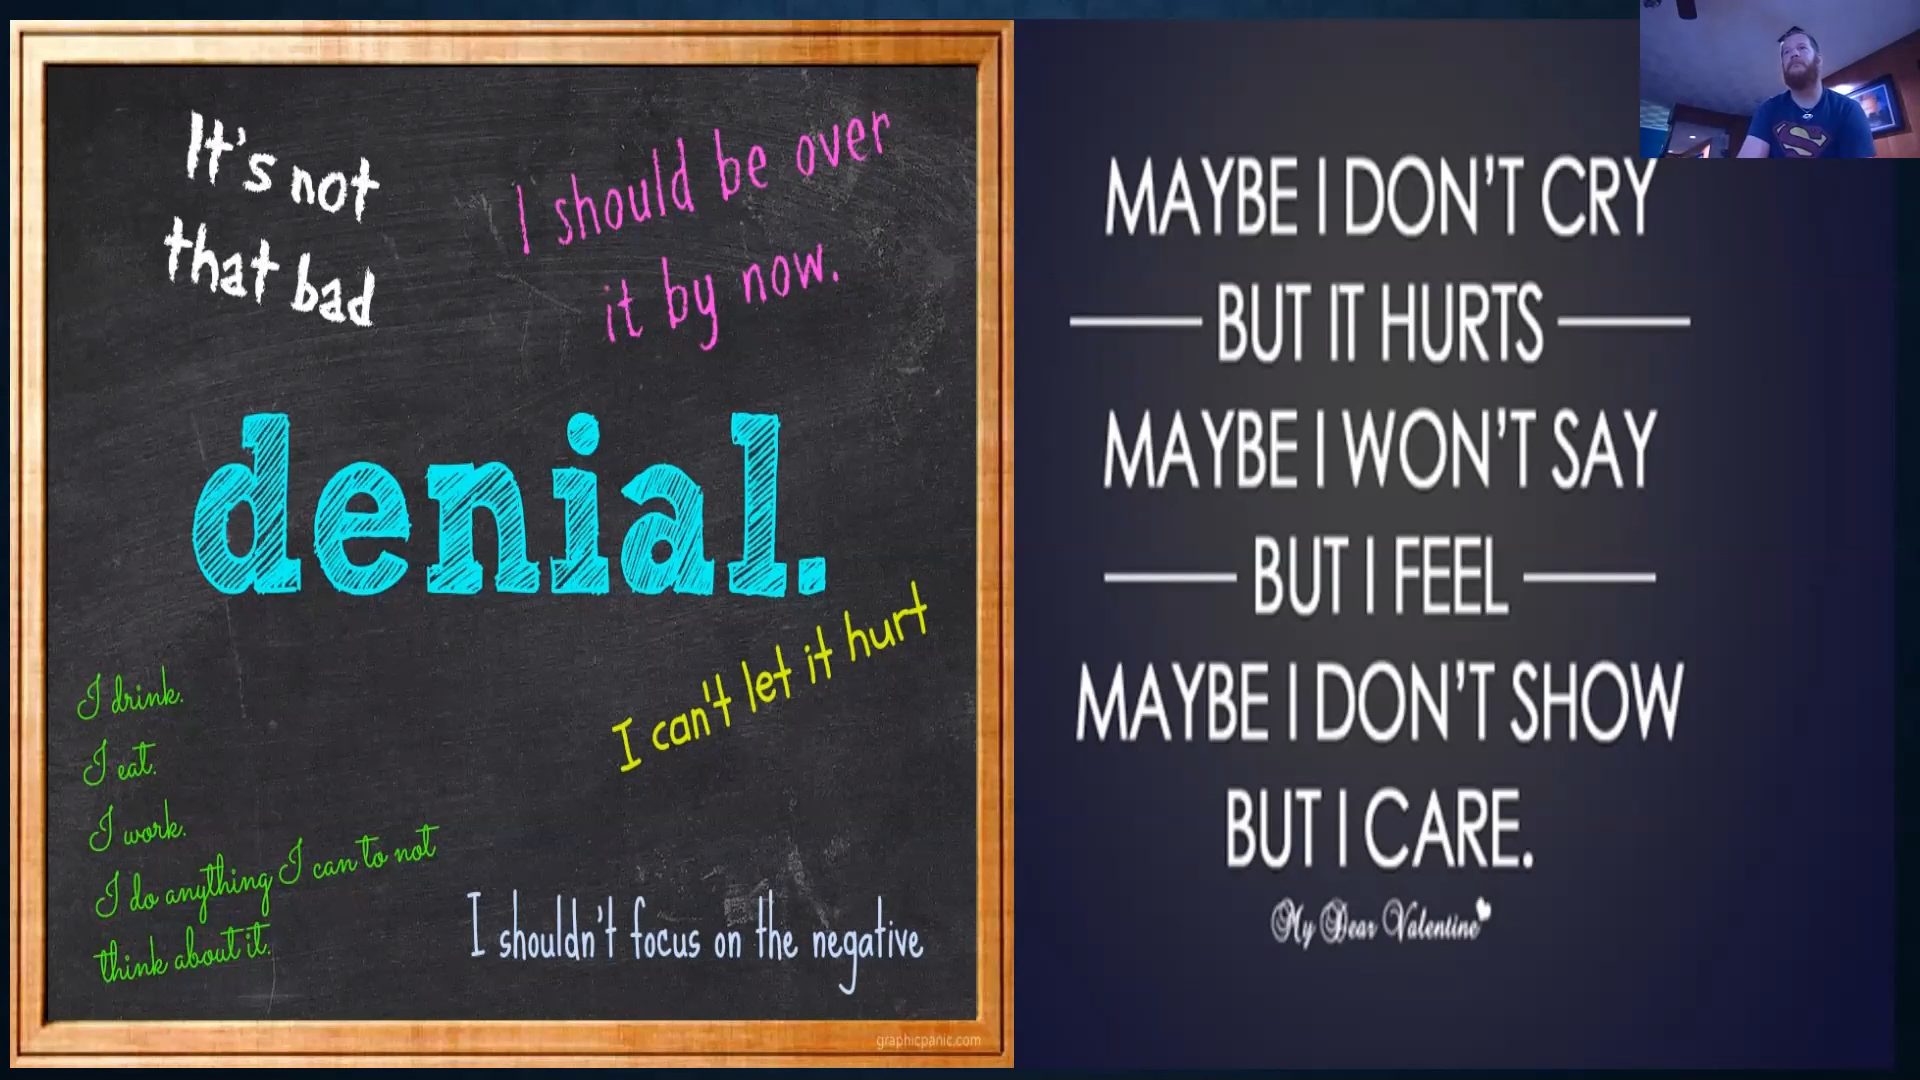 It's not
that bad
I should be over
it by now.
denial.
I can't let it hurt
I drink.
I eat.
I work.
I do anything I can to not
think about it.
I shouldn't focus on the negative
graphicpanic.com
MAYBE I DON'T CRY
BUT IT HURTS
MAYBE I WON'T SAY
BUT I FEEL
MAYBE I DON'T SHOW
BUT I CARE.
My Dear Valentine